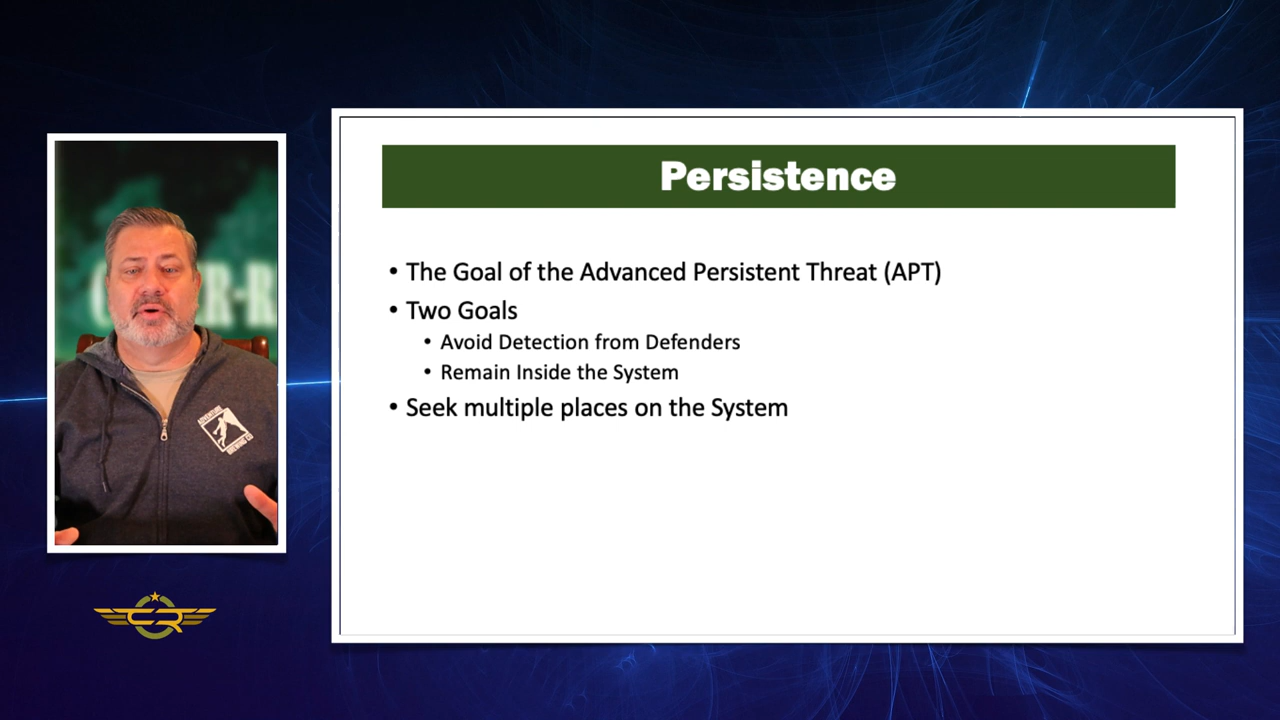 Persistence
• The Goal of the Advanced Persistent Threat (APT)
• Two Goals
• Avoid Detection from Defenders
• Remain Inside the System
• Seek multiple places on the System
CR